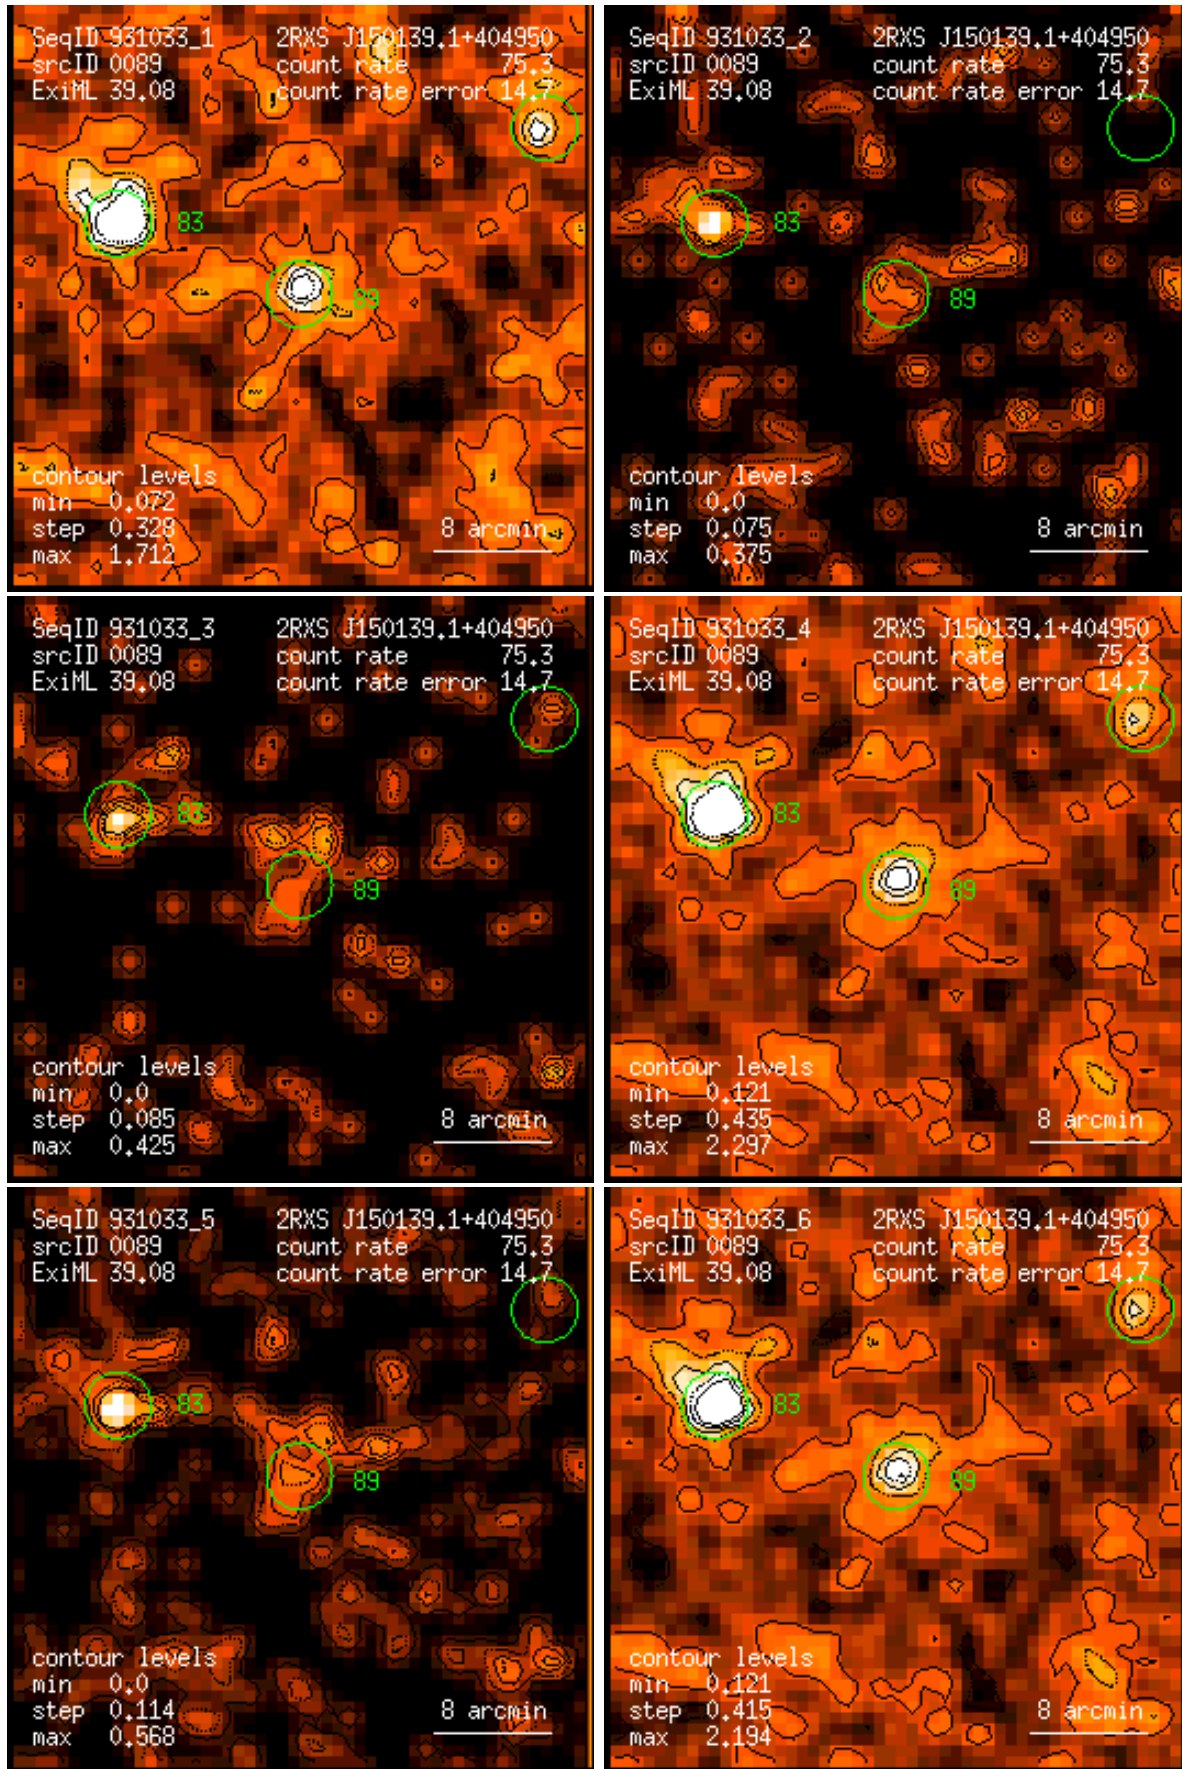 SeqID 931033_1 2RXS J150139.1+404950
srcID 0089 count rate 75.3
ExiML 39.08 count rate error 14.7
83
89
contour levels
min 0.072
step 0.328 8 arcmin
max 1.712
SeqID 931033_2 2RXS J150139.1+404950
srcID 0089 count rate 75.3
ExiML 39.08 count rate error 14.7
83
89
contour levels
min 0.0
step 0.075 8 arcmin
max 0.375
SeqID 931033_3 2RXS J150139.1+404950
srcID 0089 count rate 75.3
ExiML 39.08 count rate error 14.7
83
89
contour levels
min 0.0
step 0.085 8 arcmin
max 0.425
SeqID 931033_4 2RXS J150139.1+404950
srcID 0089 count rate 75.3
ExiML 39.08 count rate error 14.7
83
89
contour levels
min 0.121
step 0.435 8 arcmin
max 2.297
SeqID 931033_5 2RXS J150139.1+404950
srcID 0089 count rate 75.3
ExiML 39.08 count rate error 14.7
83
89
contour levels
min 0.0
step 0.114 8 arcmin
max 0.568
SeqID 931033_6 2RXS J150139.1+404950
srcID 0089 count rate 75.3
ExiML 39.08 count rate error 14.7
83
89
contour levels
min 0.121
step 0.415 8 arcmin
max 2.194